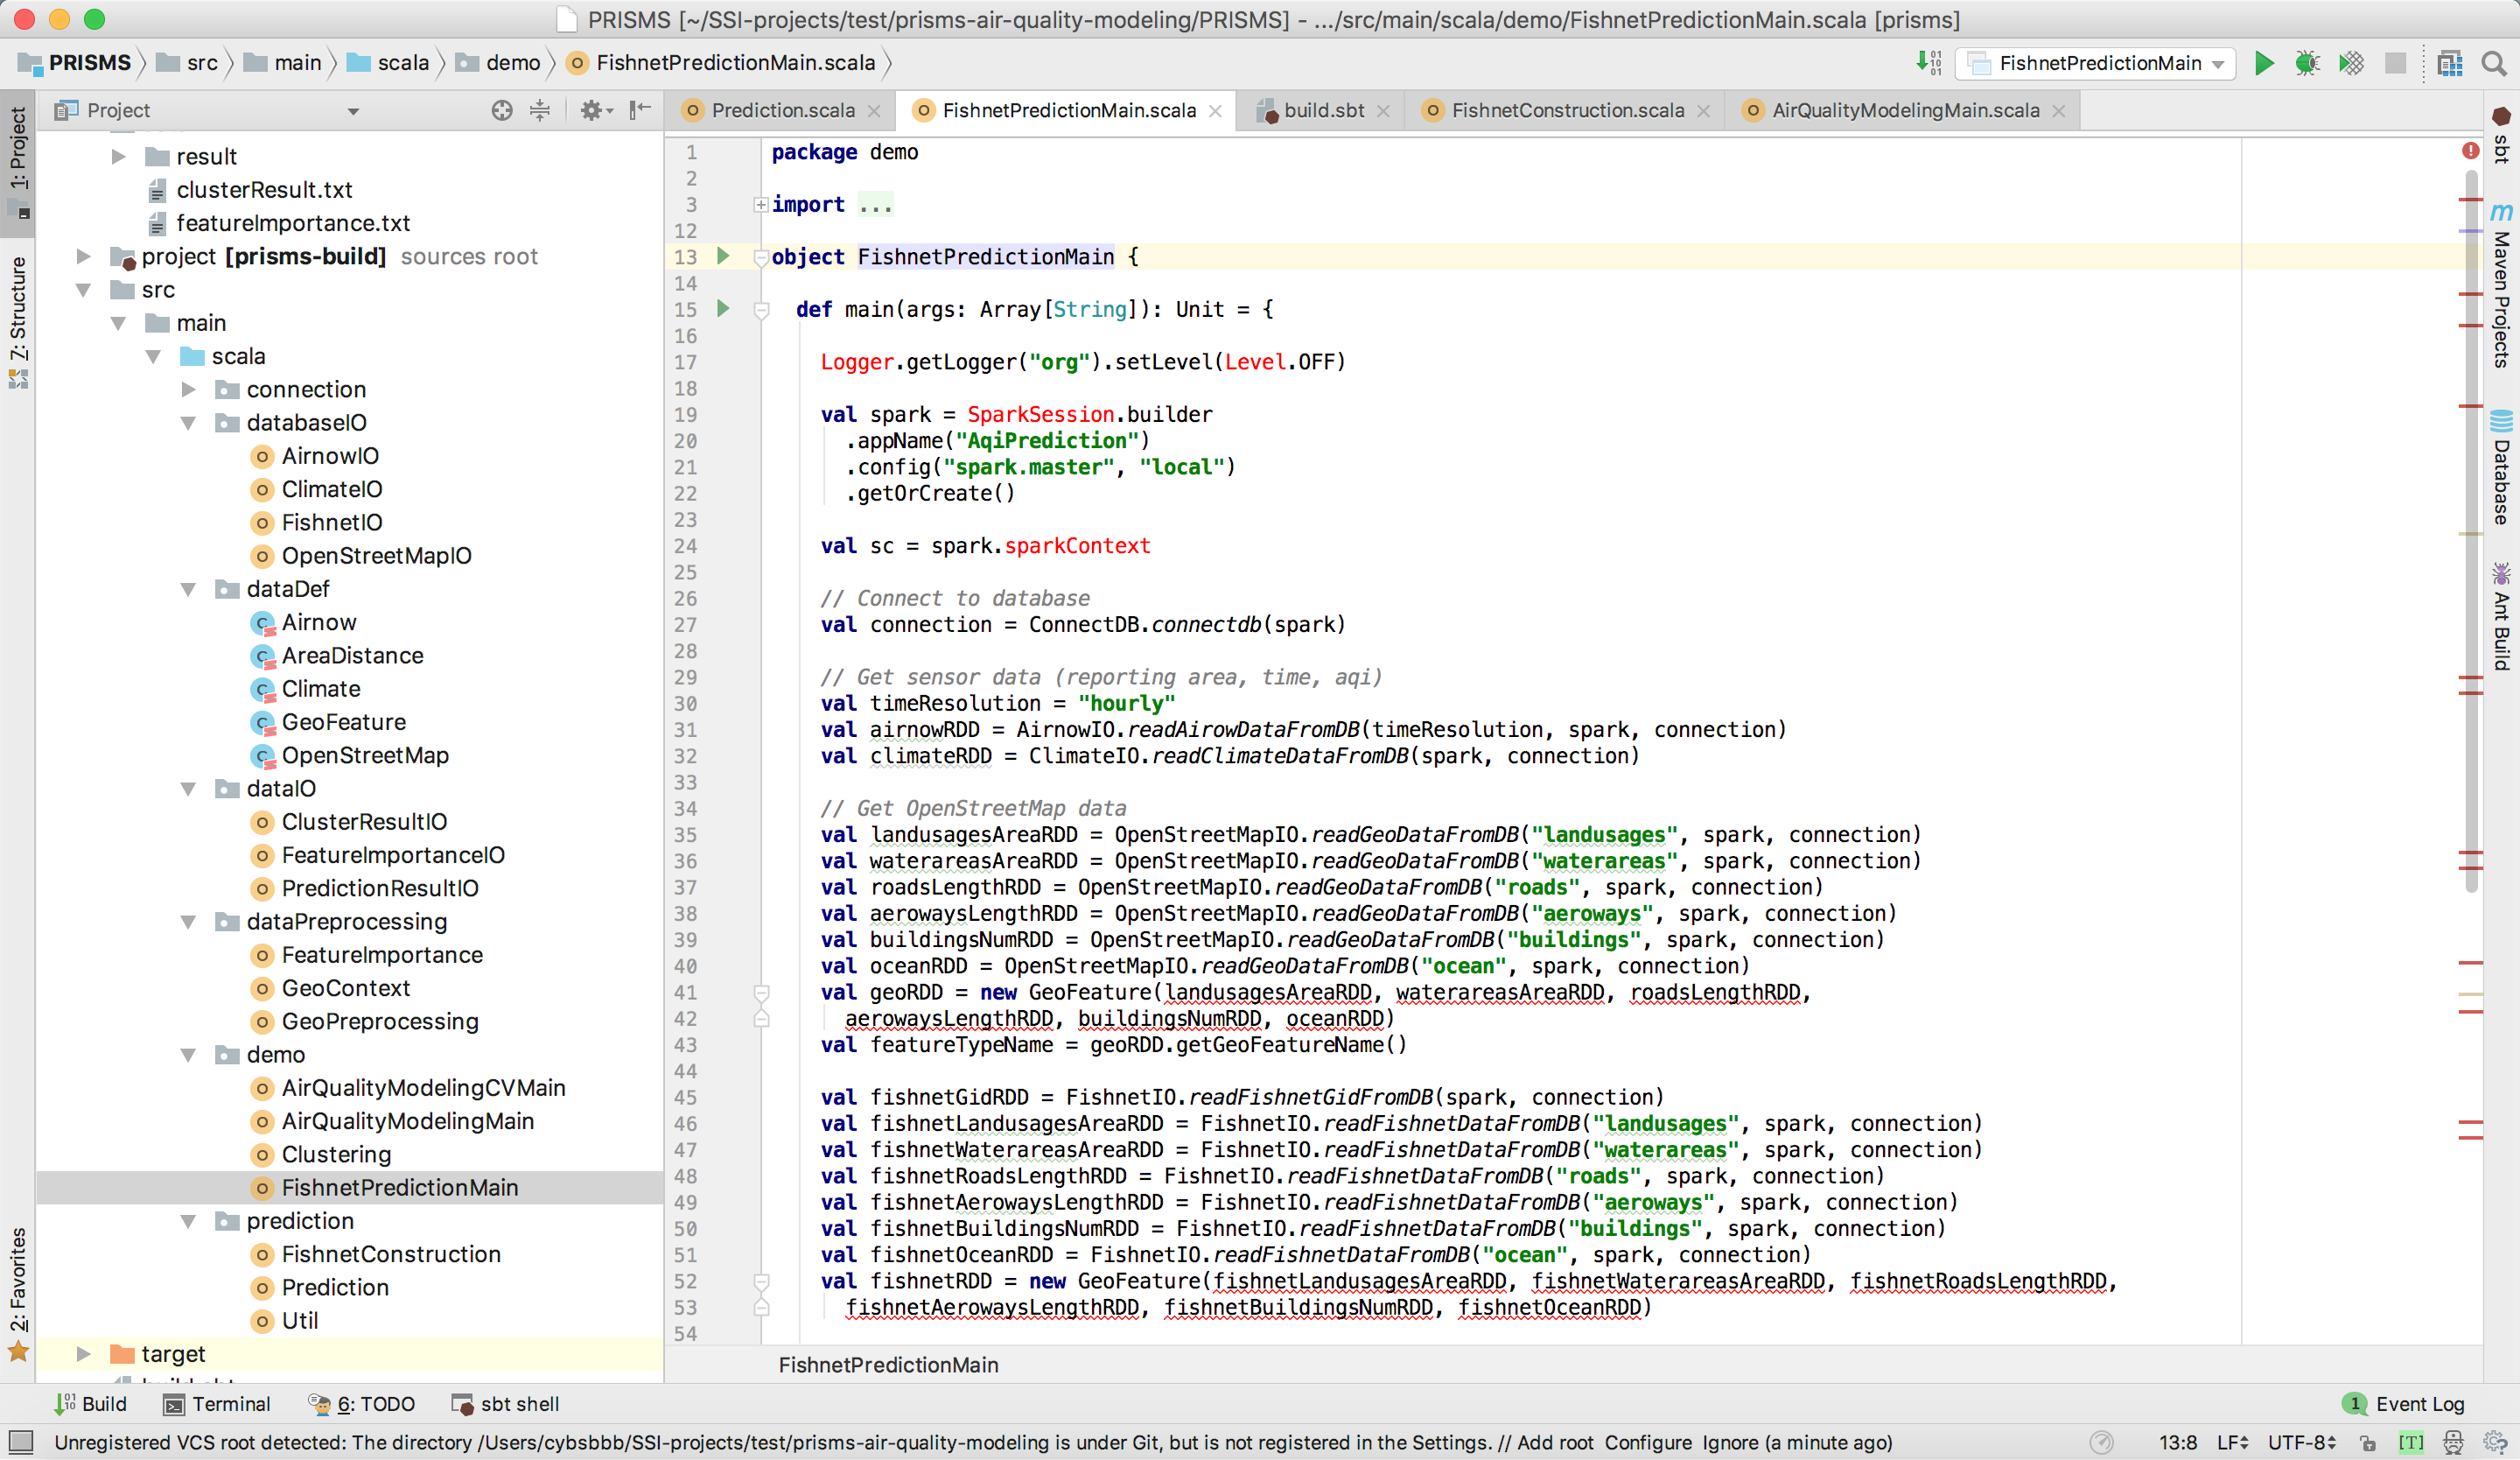 PRISMS [~/SSI-projects/test/prisms-air-quality-modeling/PRISMS] - .../src/main/scala/demo/FishnetPredictionMain.scala [prisms]
PRISMS src main scala demo FishnetPredictionMain.scala
FishnetPredictionMain
Project
Prediction.scala
FishnetPredictionMain.scala
build.sbt
FishnetConstruction.scala
AirQualityModelingMain.scala
1: Project
7: Structure
2: Favorites
result
clusterResult.txt
featureImportance.txt
project [prisms-build] sources root
src
main
scala
connection
databaseIO
AirnowIO
ClimateIO
FishnetIO
OpenStreetMapIO
dataDef
Airnow
AreaDistance
Climate
GeoFeature
OpenStreetMap
dataIO
ClusterResultIO
FeatureImportanceIO
PredictionResultIO
dataPreprocessing
FeatureImportance
GeoContext
GeoPreprocessing
demo
AirQualityModelingCVMain
AirQualityModelingMain
Clustering
FishnetPredictionMain
prediction
FishnetConstruction
Prediction
Util
target
1 package demo
2
3 import ...
12
13 object FishnetPredictionMain {
14
15 def main(args: Array[String]): Unit = {
16
17 Logger.getLogger("org").setLevel(Level.OFF)
18
19 val spark = SparkSession.builder
20 .appName("AqiPrediction")
21 .config("spark.master", "local")
22 .getOrCreate()
23
24 val sc = spark.sparkContext
25
26 // Connect to database
27 val connection = ConnectDB.connectdb(spark)
28
29 // Get sensor data (reporting area, time, aqi)
30 val timeResolution = "hourly"
31 val airnowRDD = AirnowIO.readAirowDataFromDB(timeResolution, spark, connection)
32 val climateRDD = ClimateIO.readClimateDataFromDB(spark, connection)
33
34 // Get OpenStreetMap data
35 val landusagesAreaRDD = OpenStreetMapIO.readGeoDataFromDB("landusages", spark, connection)
36 val waterareasAreaRDD = OpenStreetMapIO.readGeoDataFromDB("waterareas", spark, connection)
37 val roadsLengthRDD = OpenStreetMapIO.readGeoDataFromDB("roads", spark, connection)
38 val aerowaysLengthRDD = OpenStreetMapIO.readGeoDataFromDB("aeroways", spark, connection)
39 val buildingsNumRDD = OpenStreetMapIO.readGeoDataFromDB("buildings", spark, connection)
40 val oceanRDD = OpenStreetMapIO.readGeoDataFromDB("ocean", spark, connection)
41 val geoRDD = new GeoFeature(landusagesAreaRDD, waterareasAreaRDD, roadsLengthRDD,
42 aerowaysLengthRDD, buildingsNumRDD, oceanRDD)
43 val featureTypeName = geoRDD.getGeoFeatureName()
44
45 val fishnetGidRDD = FishnetIO.readFishnetGidFromDB(spark, connection)
46 val fishnetLandusagesAreaRDD = FishnetIO.readFishnetDataFromDB("landusages", spark, connection)
47 val fishnetWaterareasAreaRDD = FishnetIO.readFishnetDataFromDB("waterareas", spark, connection)
48 val fishnetRoadsLengthRDD = FishnetIO.readFishnetDataFromDB("roads", spark, connection)
49 val fishnetAerowaysLengthRDD = FishnetIO.readFishnetDataFromDB("aeroways", spark, connection)
50 val fishnetBuildingsNumRDD = FishnetIO.readFishnetDataFromDB("buildings", spark, connection)
51 val fishnetOceanRDD = FishnetIO.readFishnetDataFromDB("ocean", spark, connection)
52 val fishnetRDD = new GeoFeature(fishnetLandusagesAreaRDD, fishnetWaterareasAreaRDD, fishnetRoadsLengthRDD,
53 fishnetAerowaysLengthRDD, fishnetBuildingsNumRDD, fishnetOceanRDD)
54
FishnetPredictionMain
sbt
Maven Projects
Database
Ant Build
Build
Terminal
6: TODO
sbt shell
1 Event Log
Unregistered VCS root detected: The directory /Users/cybsbbb/SSI-projects/test/prisms-air-quality-modeling is under Git, but is not registered in the Settings. // Add root Configure Ignore (a minute ago)
13:8 LF UTF-8 [T]